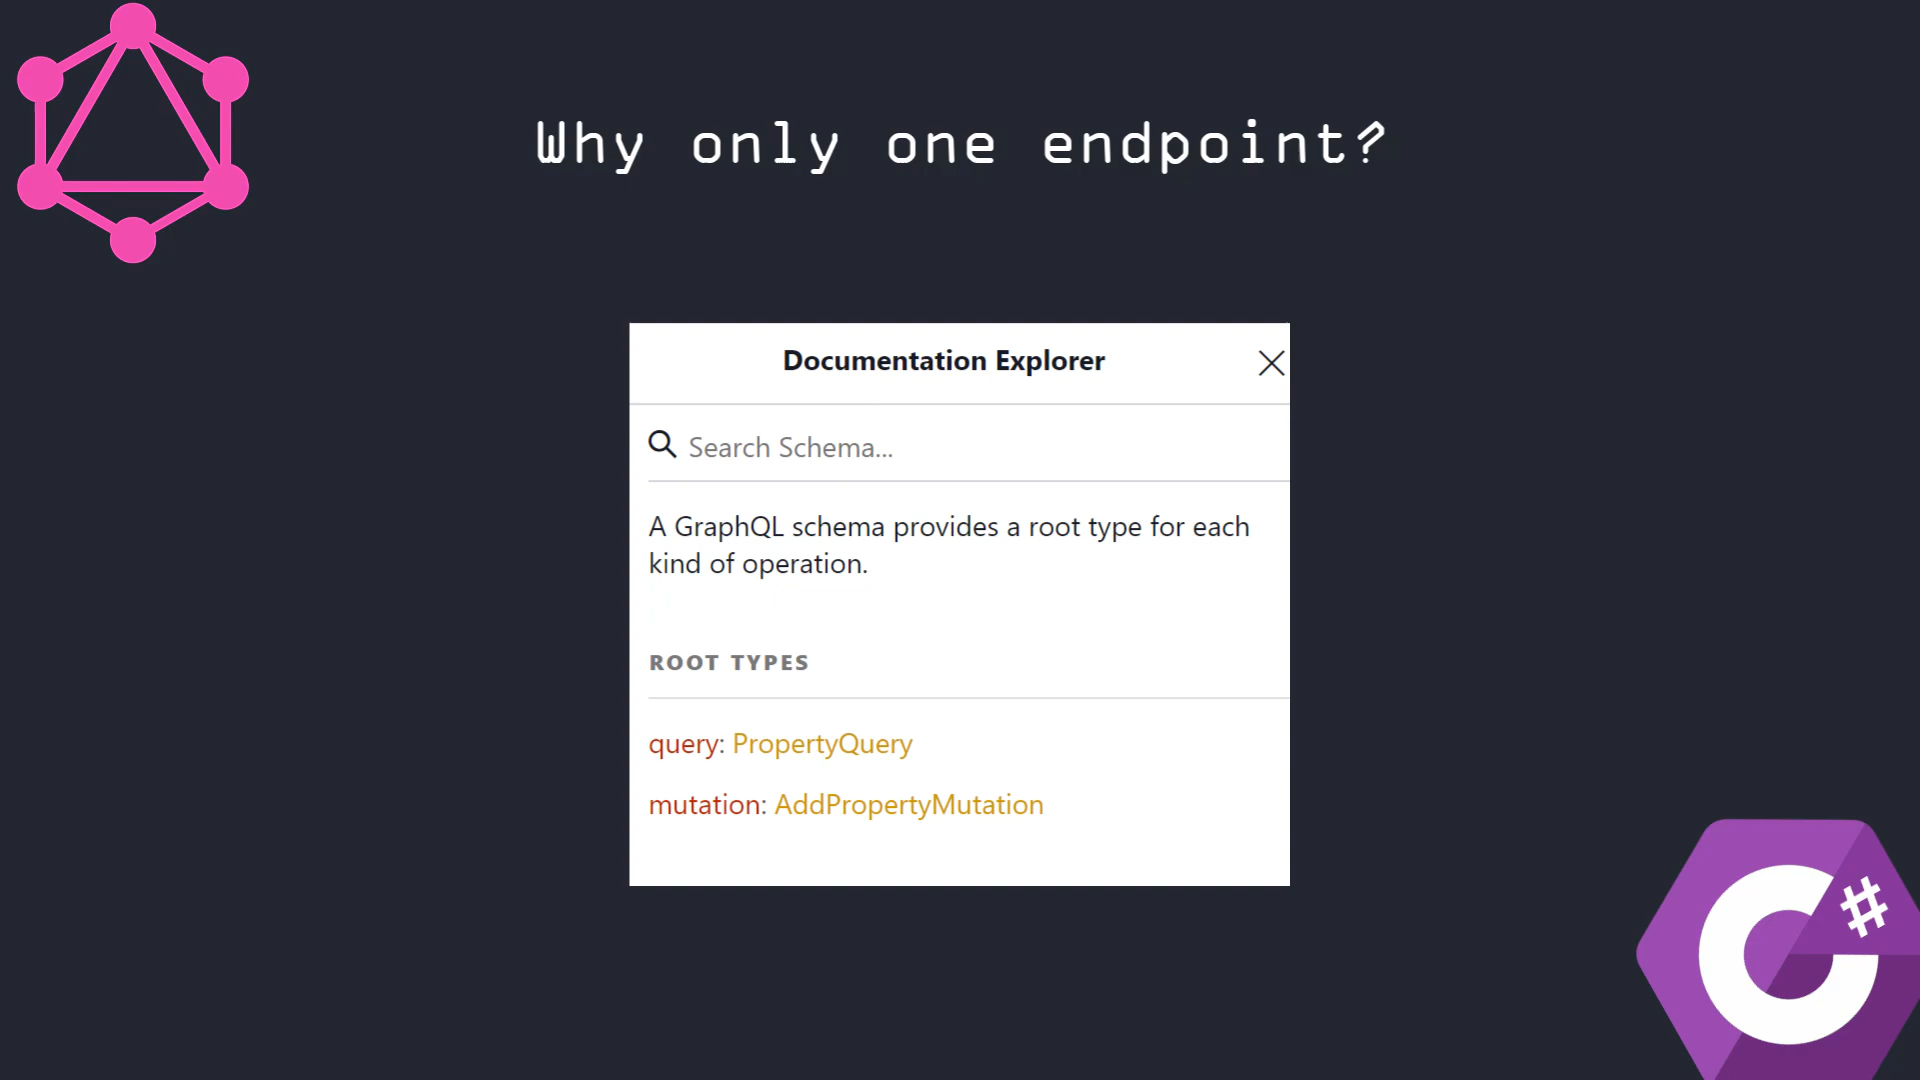 Why only one endpoint?
Documentation Explorer
Search Schema...
A GraphQL schema provides a root type for each
kind of operation.
ROOT TYPES
query: PropertyQuery
mutation: AddPropertyMutation
C#